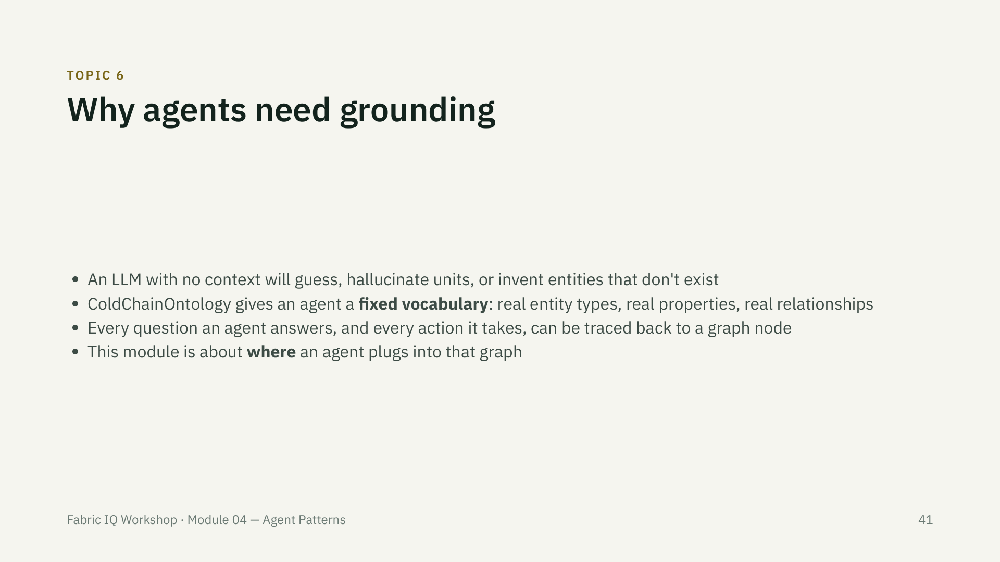 TOPIC 6
Why agents need grounding
• An LLM with no context will guess, hallucinate units, or invent entities that don't exist
• ColdChainOntology gives an agent a fixed vocabulary: real entity types, real properties, real relationships
• Every question an agent answers, and every action it takes, can be traced back to a graph node
• This module is about where an agent plugs into that graph
Fabric IQ Workshop · Module 04 — Agent Patterns
41